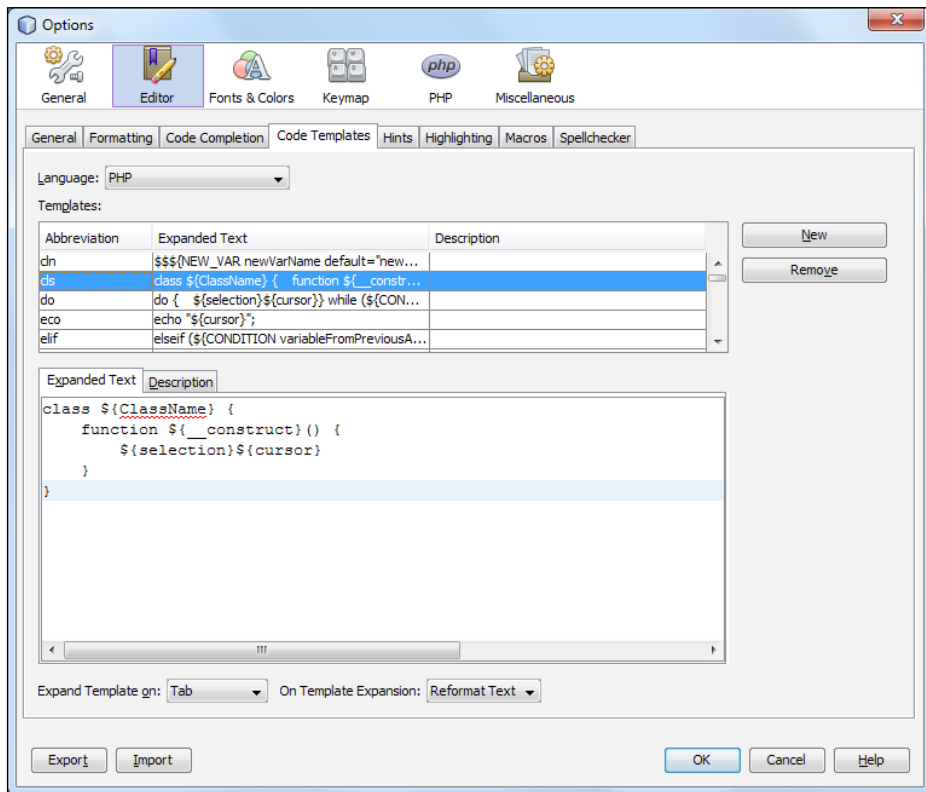 Options
X
php
General Editor Fonts & Colors Keymap PHP Miscellaneous
General Formatting Code Completion Code Templates Hints Highlighting Macros Spellchecker
Language: PHP
Templates:
Abbreviation Expanded Text Description
cln $$${NEW_VAR newVarName default="new...
cls class ${ClassName} { function ${__constr...
do do { ${selection}${cursor}} while (${CON...
eco echo "${cursor}";
elif elseif (${CONDITION variableFromPreviousA...
New
Remove
Expanded Text Description
class ${ClassName} {
function ${__construct}() {
${selection}${cursor}
}
}
Expand Template on: Tab On Template Expansion: Reformat Text
Export Import OK Cancel Help